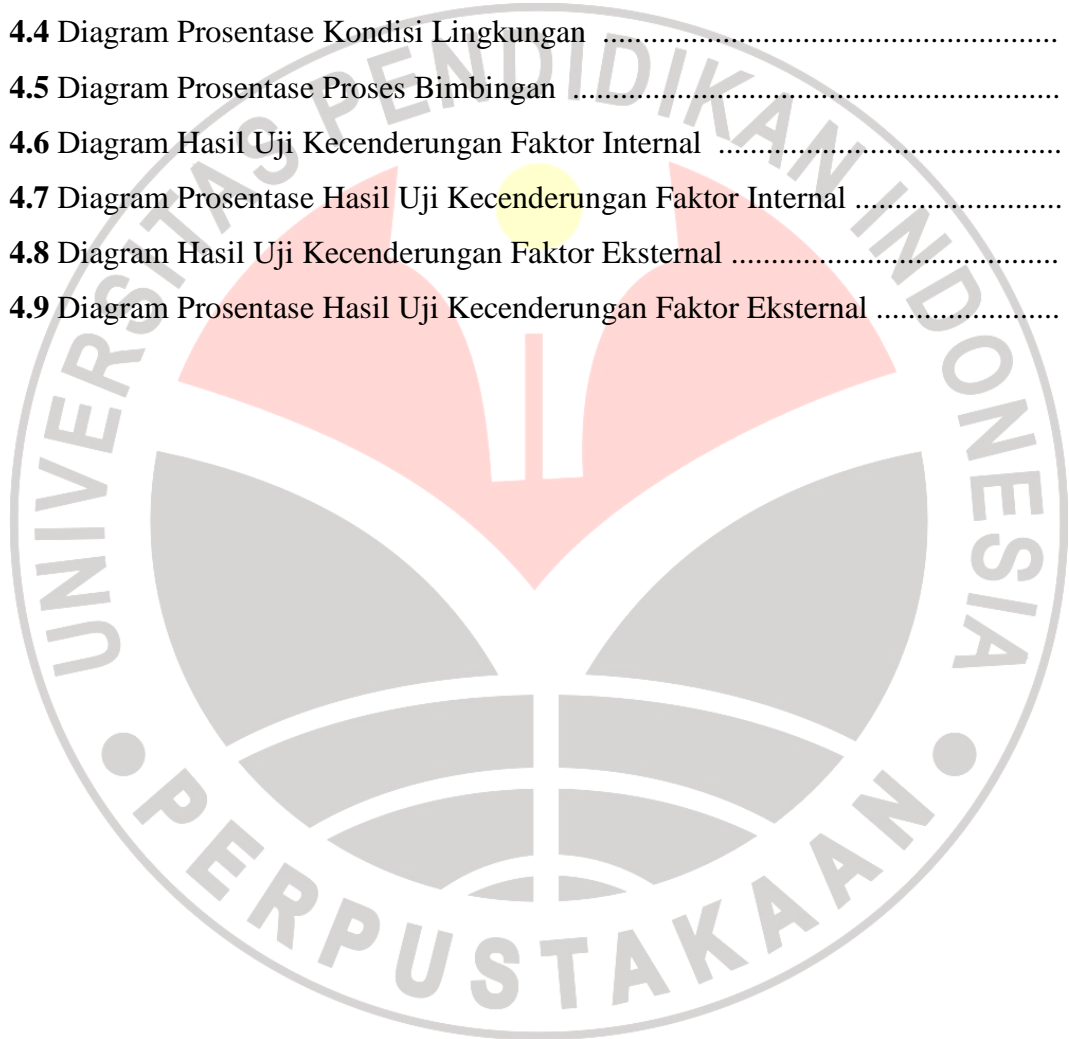 4.4 Diagram Prosentase Kondisi Lingkungan ..........................................................
4.5 Diagram Prosentase Proses Bimbingan ..............................................................
4.6 Diagram Hasil Uji Kecenderungan Faktor Internal ...........................................
4.7 Diagram Prosentase Hasil Uji Kecenderungan Faktor Internal ..........................
4.8 Diagram Hasil Uji Kecenderungan Faktor Eksternal .........................................
4.9 Diagram Prosentase Hasil Uji Kecenderungan Faktor Eksternal .......................
UNIVERSITAS PENDIDIKAN INDONESIA
PERPUSTAKAAN